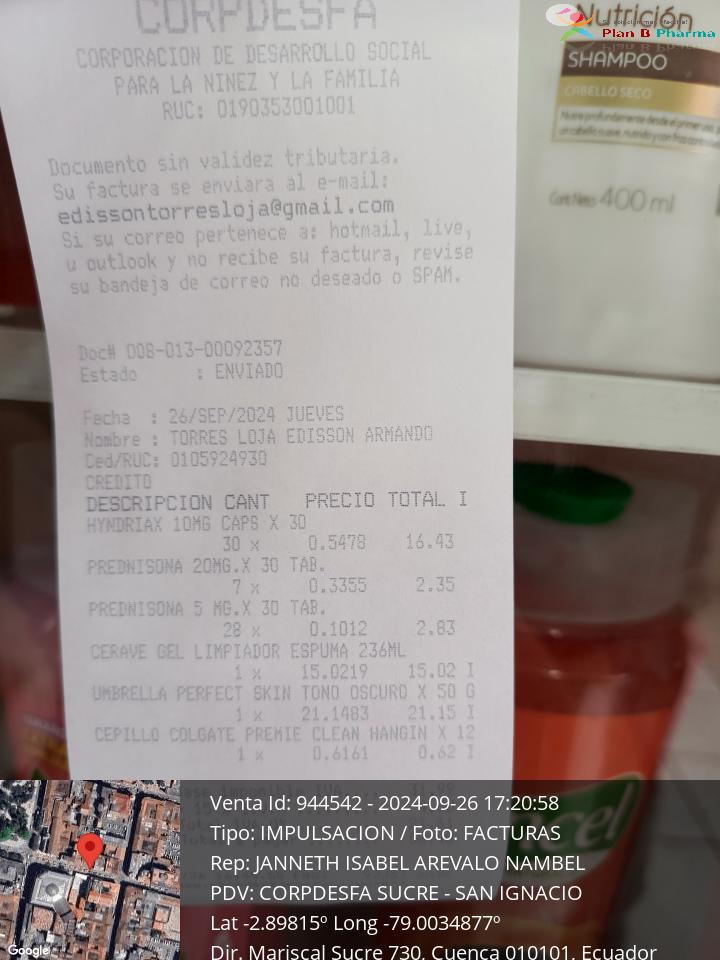 CORPDESFA
CORPORACION DE DESARROLLO SOCIAL
PARA LA NINEZ Y LA FAMILIA
RUC: 0190353001001
Documento sin validez tributaria.
Su factura se enviara al e-mail:
edissontorresloja@gmail.com
Si su correo pertenece a: hotmail, live,
u outlook y no recibe su factura, revise
su bandeja de correo no deseado o SPAM.
Doc# 008-013-00092357
Estado : ENVIADO
Fecha : 26/SEP/2024 JUEVES
Nombre : TORRES LOJA EDISSON ARMANDO
Ced/RUC: 0105924930
CREDITO
DESCRIPCION CANT PRECIO TOTAL I
HYNDRIAX 10MG CAPS X 30
30 x 0.5478 16.43
PREDNISONA 20MG.X 30 TAB.
7 x 0.3355 2.35
PREDNISONA 5 MG.X 30 TAB.
28 x 0.1012 2.83
CERAVE GEL LIMPIADOR ESPUMA 236ML
1 x 15.0219 15.02 I
UMBRELLA PERFECT SKIN TONO OSCURO X 50 G
1 x 21.1483 21.15 I
CEPILLO COLGATE PREMIE CLEAN HANGIN X 12
1 x 0.6161 0.62 I
Nutrición
Plan B Pharma
SHAMPOO
CABELLO SECO
Nutre profundamente desde el primer uso
Cont. Neto 400 ml
Venta Id: 944542 - 2024-09-26 17:20:58
Tipo: IMPULSACION / Foto: FACTURAS
Rep: JANNETH ISABEL AREVALO NAMBEL
PDV: CORPDESFA SUCRE - SAN IGNACIO
Lat -2.89815º Long -79.0034877º
Dir. Mariscal Sucre 730, Cuenca 010101, Ecuador
Google